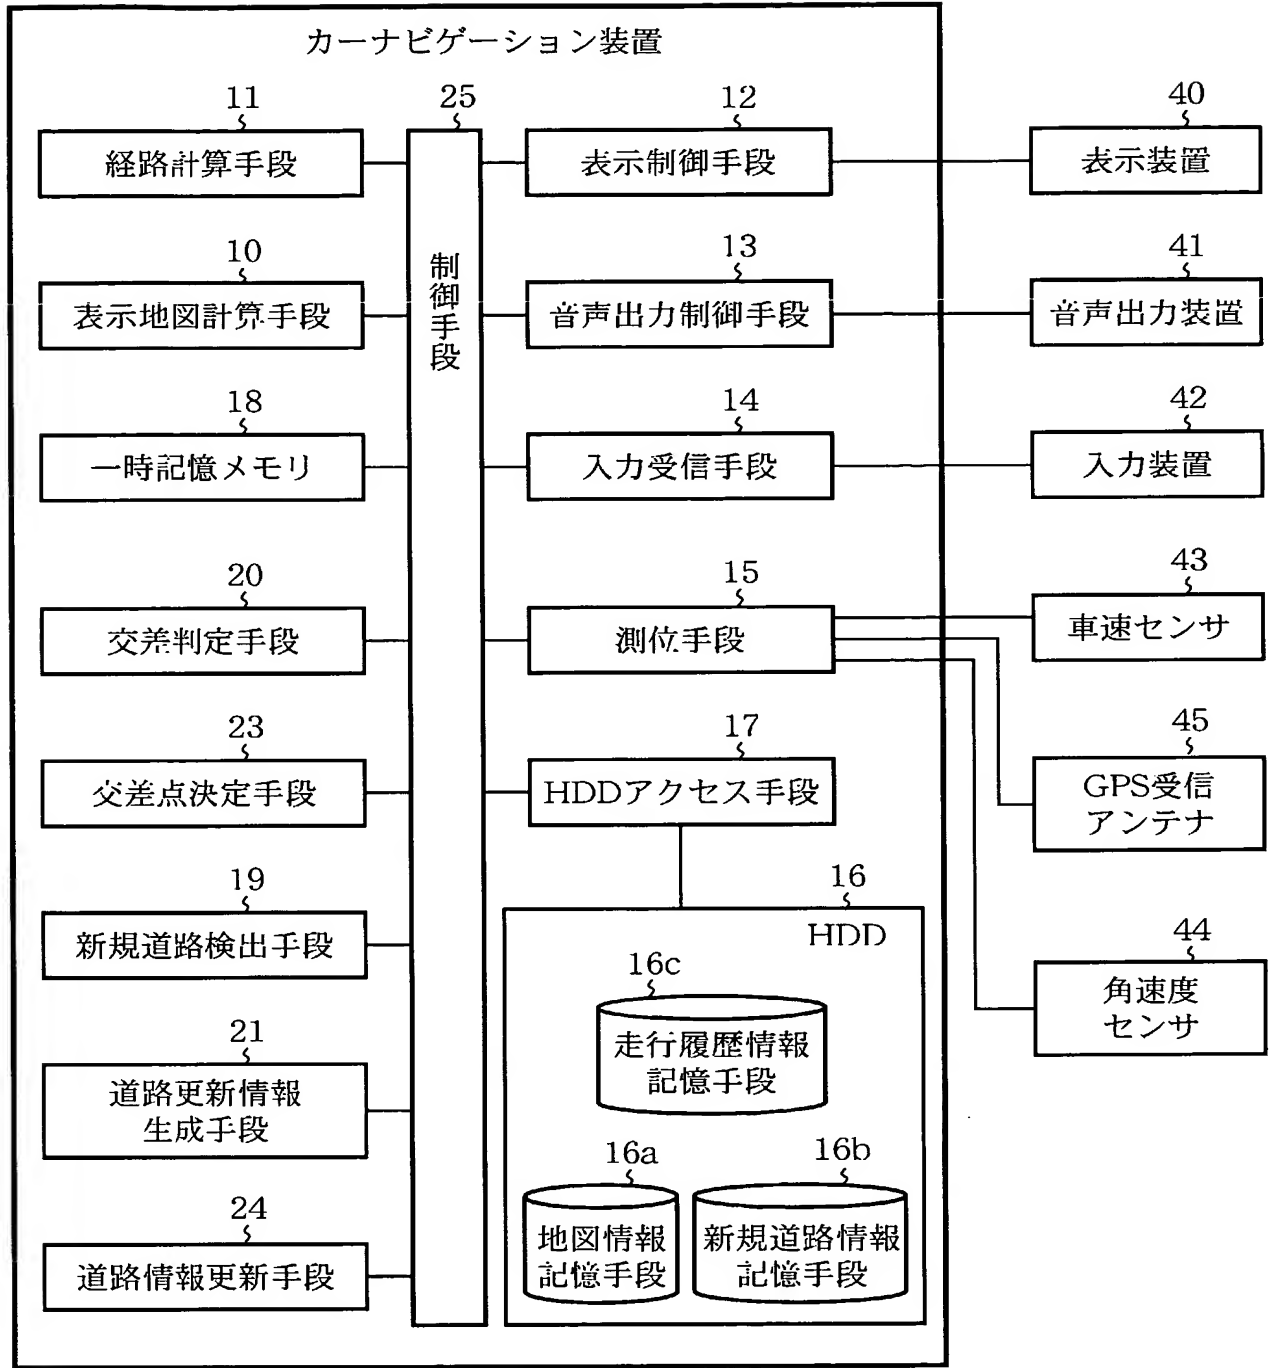 カーナビゲーション装置
11
経路計算手段
25
制御手段
12
表示制御手段
40
表示装置
10
表示地図計算手段
13
音声出力制御手段
41
音声出力装置
18
一時記憶メモリ
14
入力受信手段
42
入力装置
20
交差判定手段
15
測位手段
43
車速センサ
23
交差点決定手段
17
HDDアクセス手段
45
GPS受信
アンテナ
19
新規道路検出手段
16
HDD
44
角速度
センサ
16c
走行履歴情報
記憶手段
21
道路更新情報
生成手段
16a
地図情報
記憶手段
16b
新規道路情報
記憶手段
24
道路情報更新手段